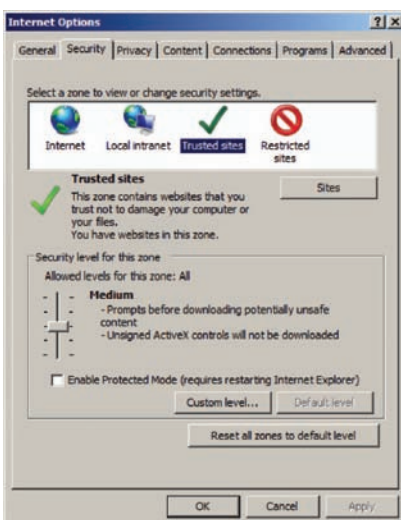 Internet Options
General Security Privacy Content Connections Programs Advanced
Select a zone to view or change security settings.
Internet Local intranet Trusted sites Restricted
sites
Trusted sites
Sites
This zone contains websites that you
trust not to damage your computer or
your files.
You have websites in this zone.
Security level for this zone
Allowed levels for this zone: All
Medium
- Prompts before downloading potentially unsafe
content
- Unsigned ActiveX controls will not be downloaded
Enable Protected Mode (requires restarting Internet Explorer)
Custom level... Default level
Reset all zones to default level
OK Cancel Apply